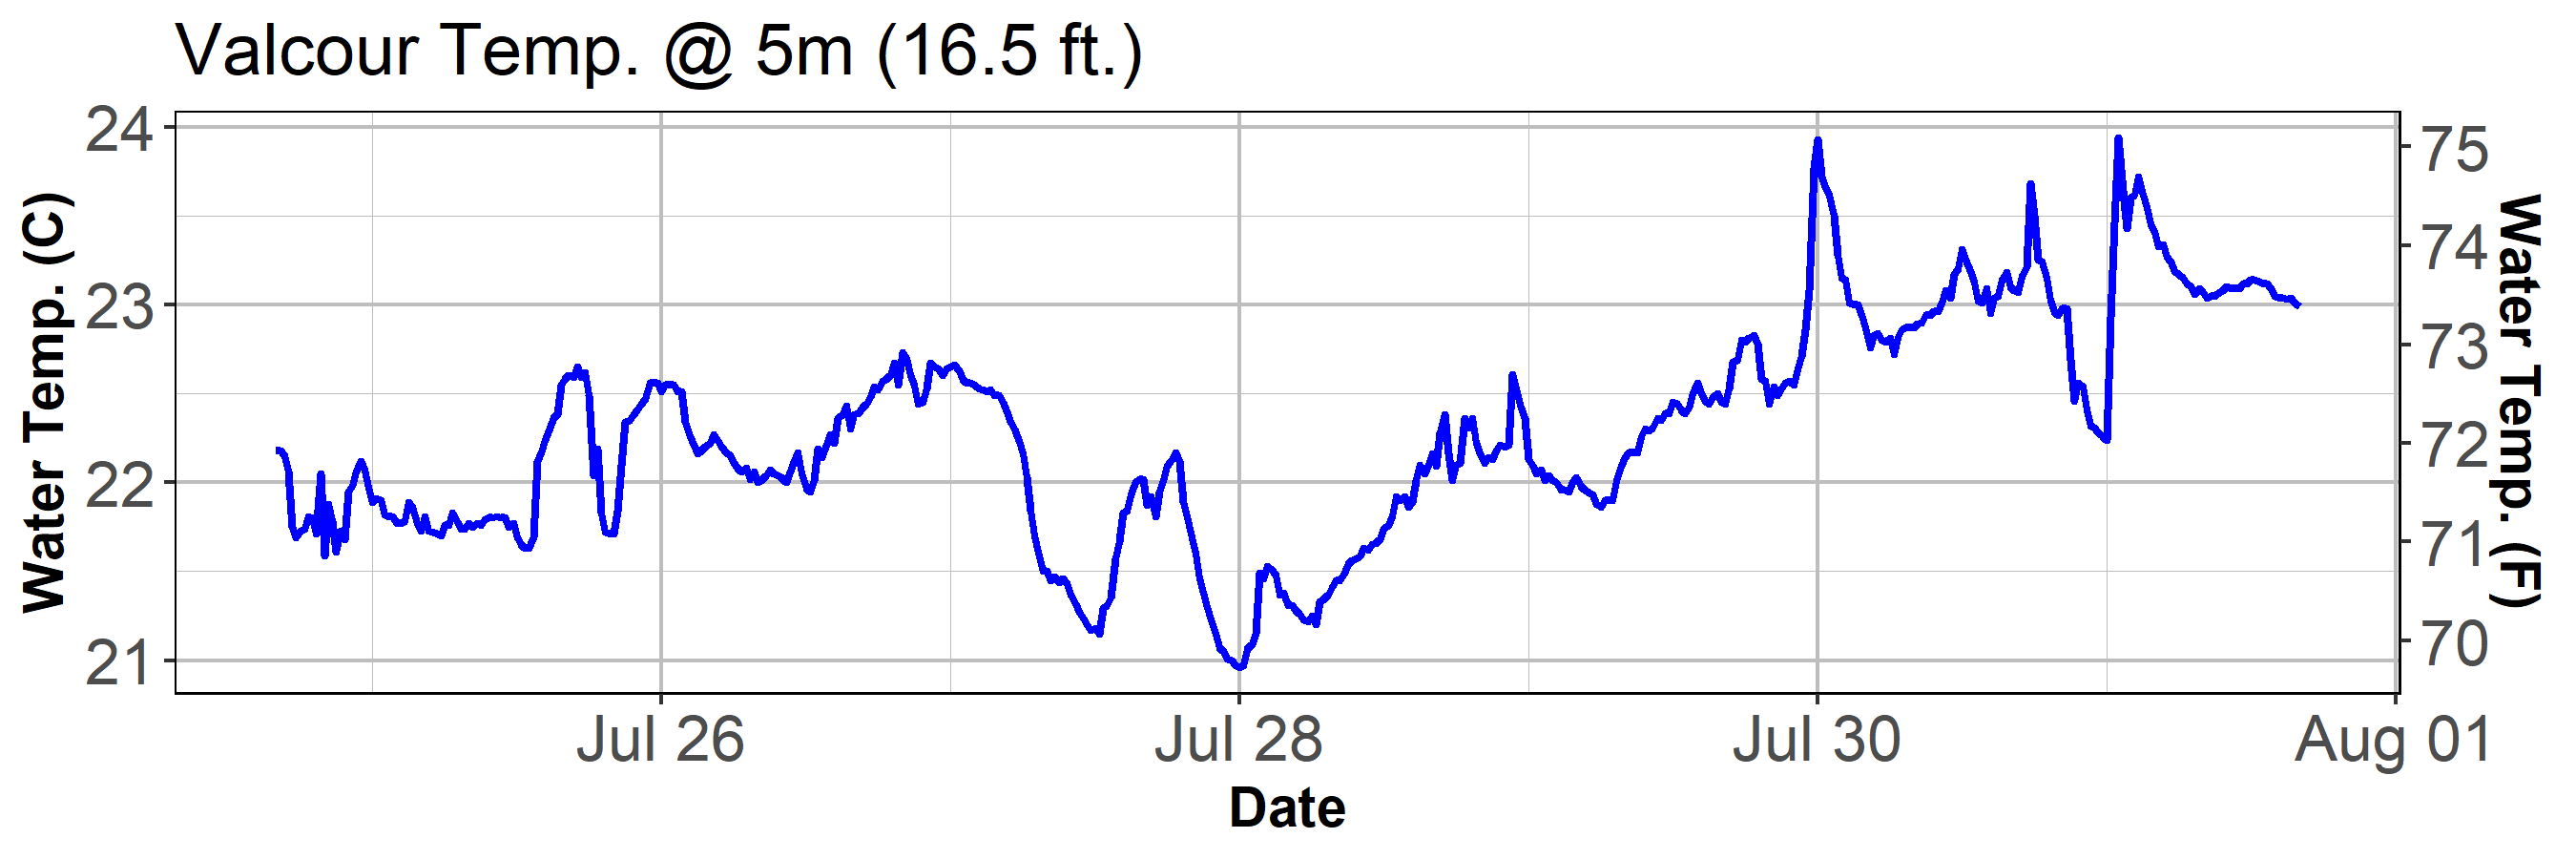 Valcour Temp. @ 5m (16.5 ft.)
Water Temp. (C)
24
23
22
21
75
74
73
72
71
70
Water Temp. (F)
Jul 26
Jul 28
Jul 30
Aug 01
Date